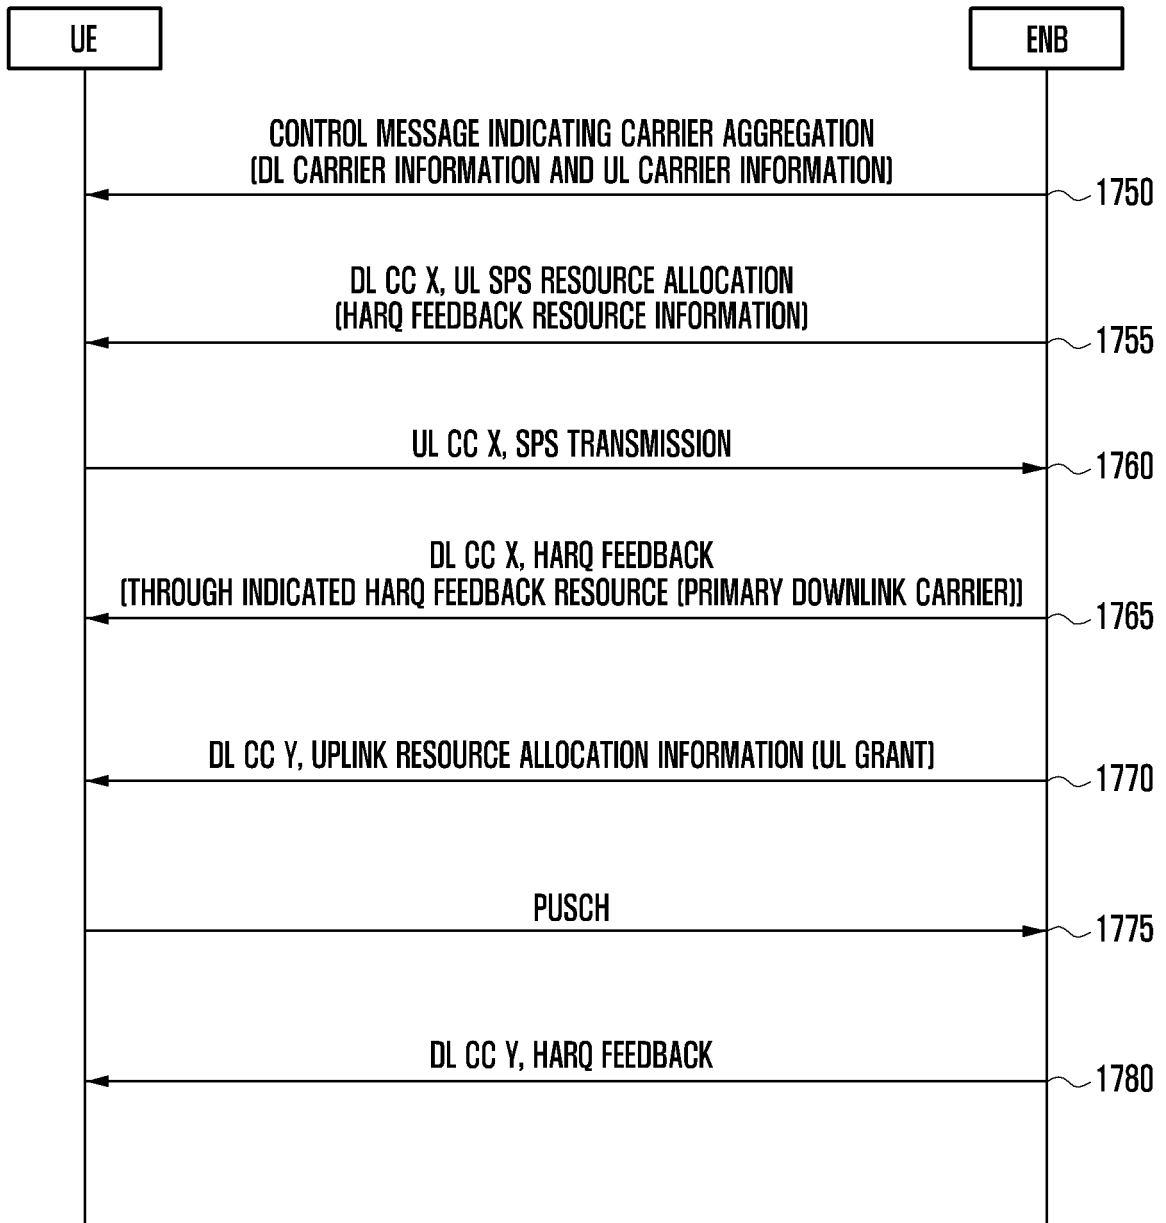 UE
ENB
CONTROL MESSAGE INDICATING CARRIER AGGREGATION
(DL CARRIER INFORMATION AND UL CARRIER INFORMATION)
1750
DL CC X, UL SPS RESOURCE ALLOCATION
(HARQ FEEDBACK RESOURCE INFORMATION)
1755
UL CC X, SPS TRANSMISSION
1760
DL CC X, HARQ FEEDBACK
(THROUGH INDICATED HARQ FEEDBACK RESOURCE (PRIMARY DOWNLINK CARRIER))
1765
DL CC Y, UPLINK RESOURCE ALLOCATION INFORMATION (UL GRANT)
1770
PUSCH
1775
DL CC Y, HARQ FEEDBACK
1780